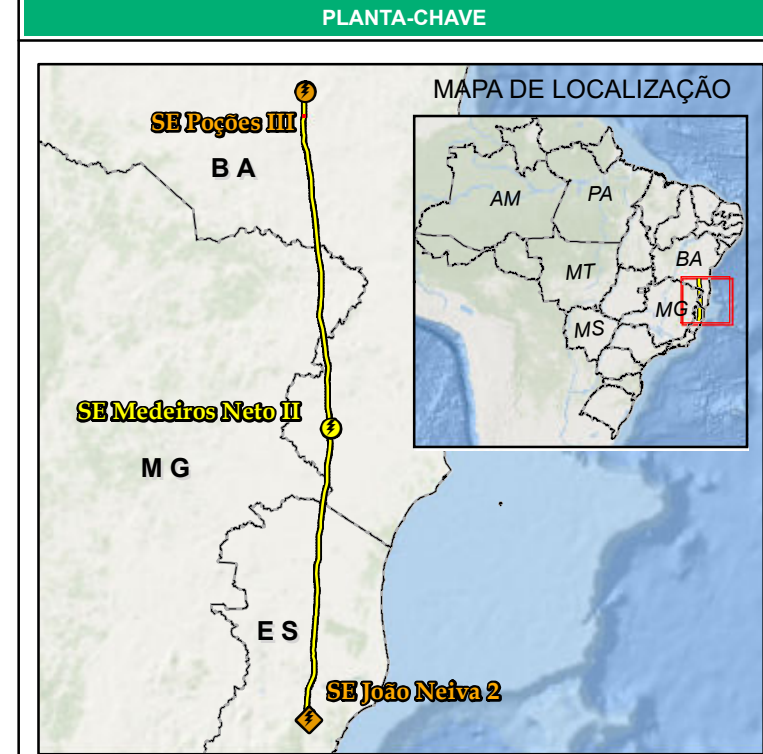 PLANTA-CHAVE
MAPA DE LOCALIZAÇÃO
SE Poções III
B A
AM
PA
BA
MT
MG
MS
SE Medeiros Neto II
M G
E S
SE João Neiva 2